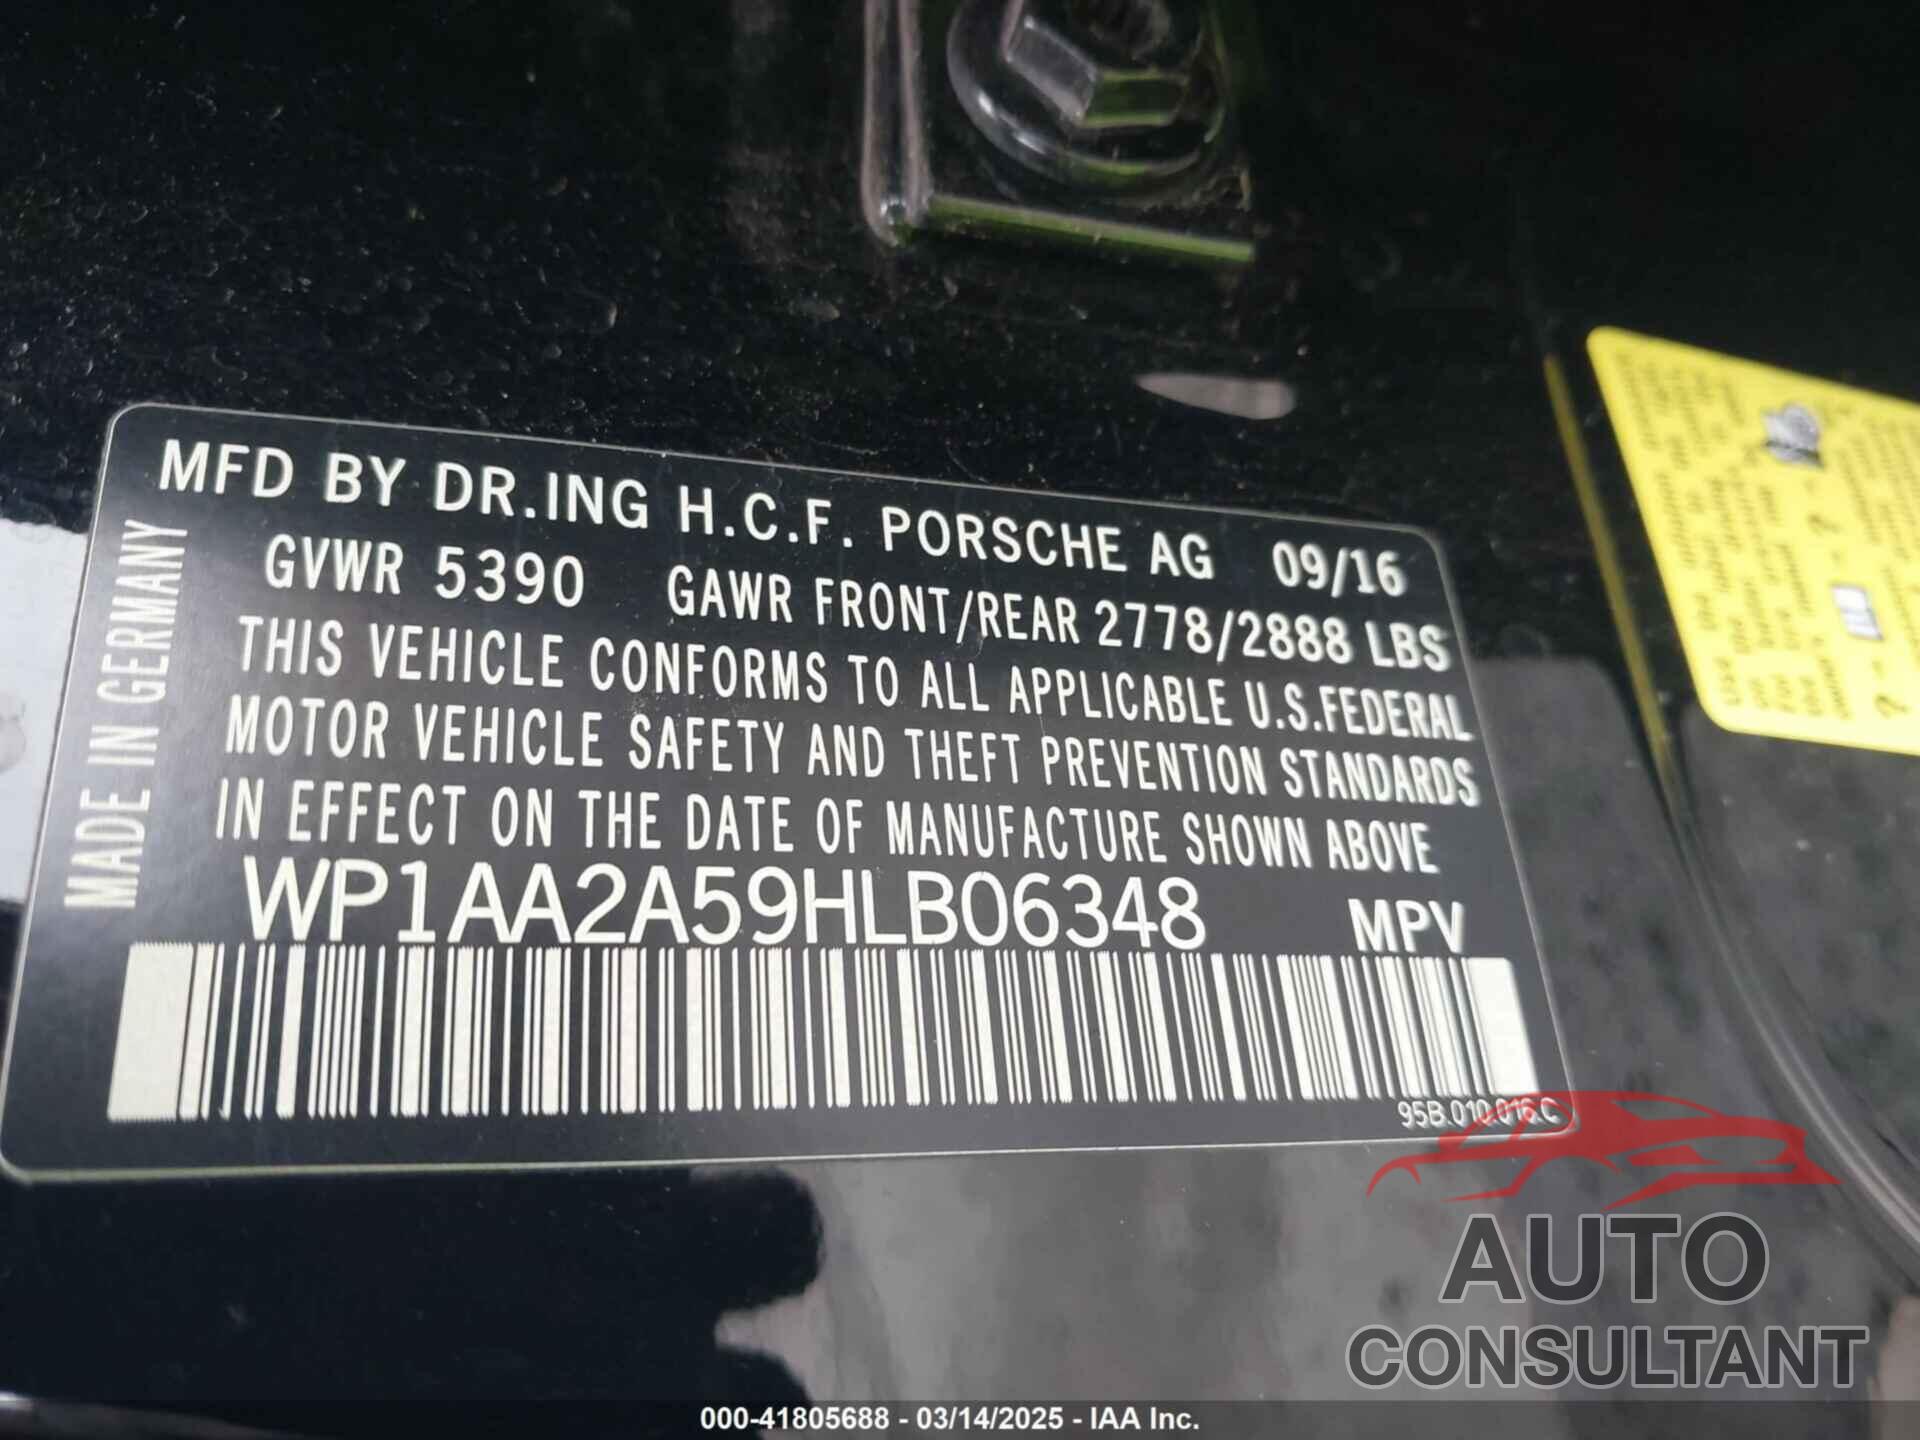 MFD BY DR.ING H.C.F. PORSCHE AG 09/16
GVWR 5390 GAWR FRONT/REAR 2778/2888 LBS
THIS VEHICLE CONFORMS TO ALL APPLICABLE U.S.FEDERAL
MOTOR VEHICLE SAFETY AND THEFT PREVENTION STANDARDS
IN EFFECT ON THE DATE OF MANUFACTURE SHOWN ABOVE
WP1AA2A59HLB06348 MPV
MADE IN GERMANY
95B.010.016.C
AUTO
CONSULTANT
000-41805688 - 03/14/2025 - IAA Inc.